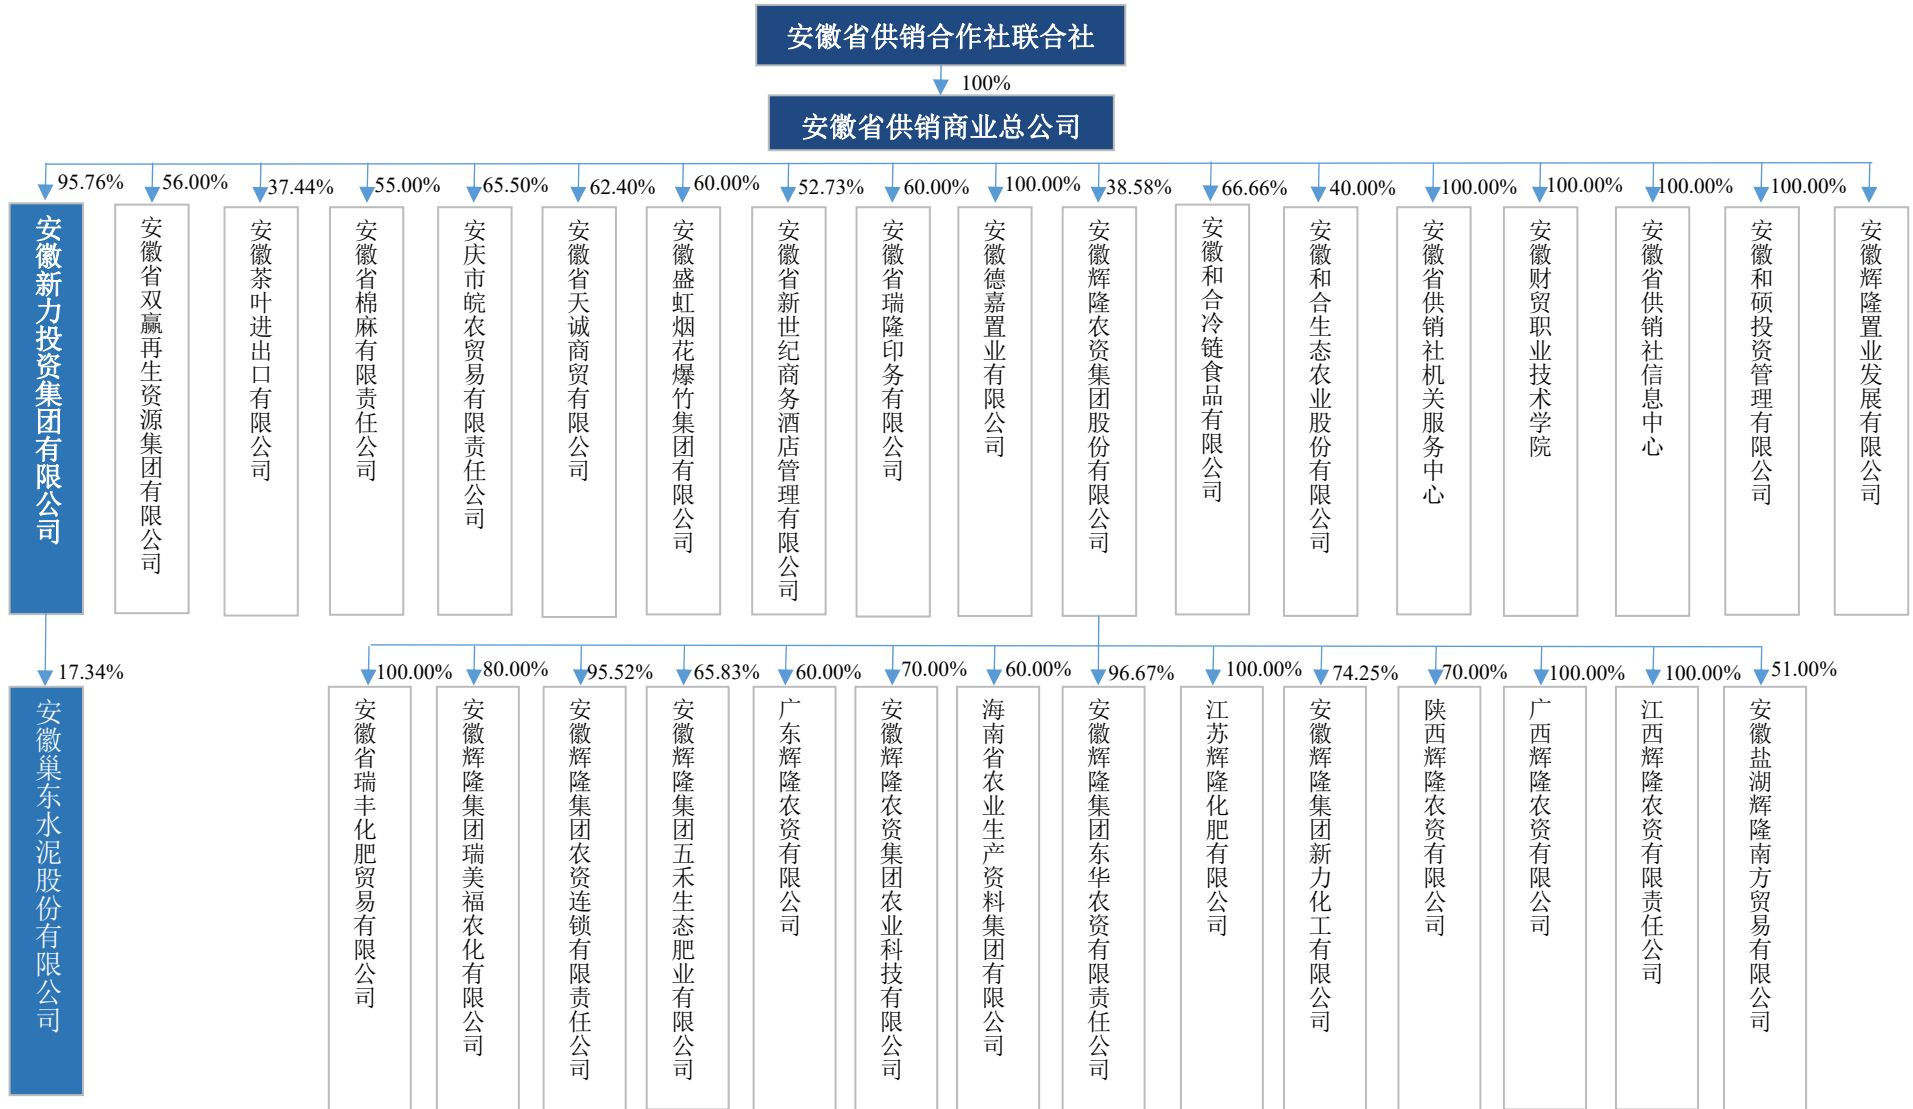 安徽省供销合作社联合社
100%
安徽省供销商业总公司
95.76%
56.00%
37.44%
55.00%
65.50%
62.40%
60.00%
52.73%
60.00%
100.00%
38.58%
66.66%
40.00%
100.00%
100.00%
100.00%
100.00%
安徽新力投资集团有限公司
安徽省双赢再生资源集团有限公司
安徽茶叶进出口有限公司
安徽省棉麻有限责任公司
安庆市皖农贸易有限责任公司
安徽省天诚商贸有限公司
安徽盛虹烟花爆竹集团有限公司
安徽省新世纪商务酒店管理有限公司
安徽省瑞隆印务有限公司
安徽德嘉置业有限公司
安徽辉隆农资集团股份有限公司
安徽和合冷链食品有限公司
安徽和合生态农业股份有限公司
安徽省供销社机关服务中心
安徽财贸职业技术学院
安徽省供销社信息中心
安徽和硕投资管理有限公司
安徽辉隆置业发展有限公司
17.34%
100.00%
80.00%
95.52%
65.83%
60.00%
70.00%
60.00%
96.67%
100.00%
74.25%
70.00%
100.00%
100.00%
51.00%
安徽巢东水泥股份有限公司
安徽省瑞丰化肥贸易有限公司
安徽辉隆集团瑞美福农化有限公司
安徽辉隆集团农资连锁有限责任公司
安徽辉隆集团五禾生态肥业有限公司
广东辉隆农资有限公司
安徽辉隆农资集团农业科技有限公司
海南省农业生产资料集团有限公司
安徽辉隆集团东华农资有限责任公司
江苏辉隆化肥有限公司
安徽辉隆集团新力化工有限公司
陕西辉隆农资有限公司
广西辉隆农资有限公司
江西辉隆农资有限责任公司
安徽盐湖辉隆南方贸易有限公司